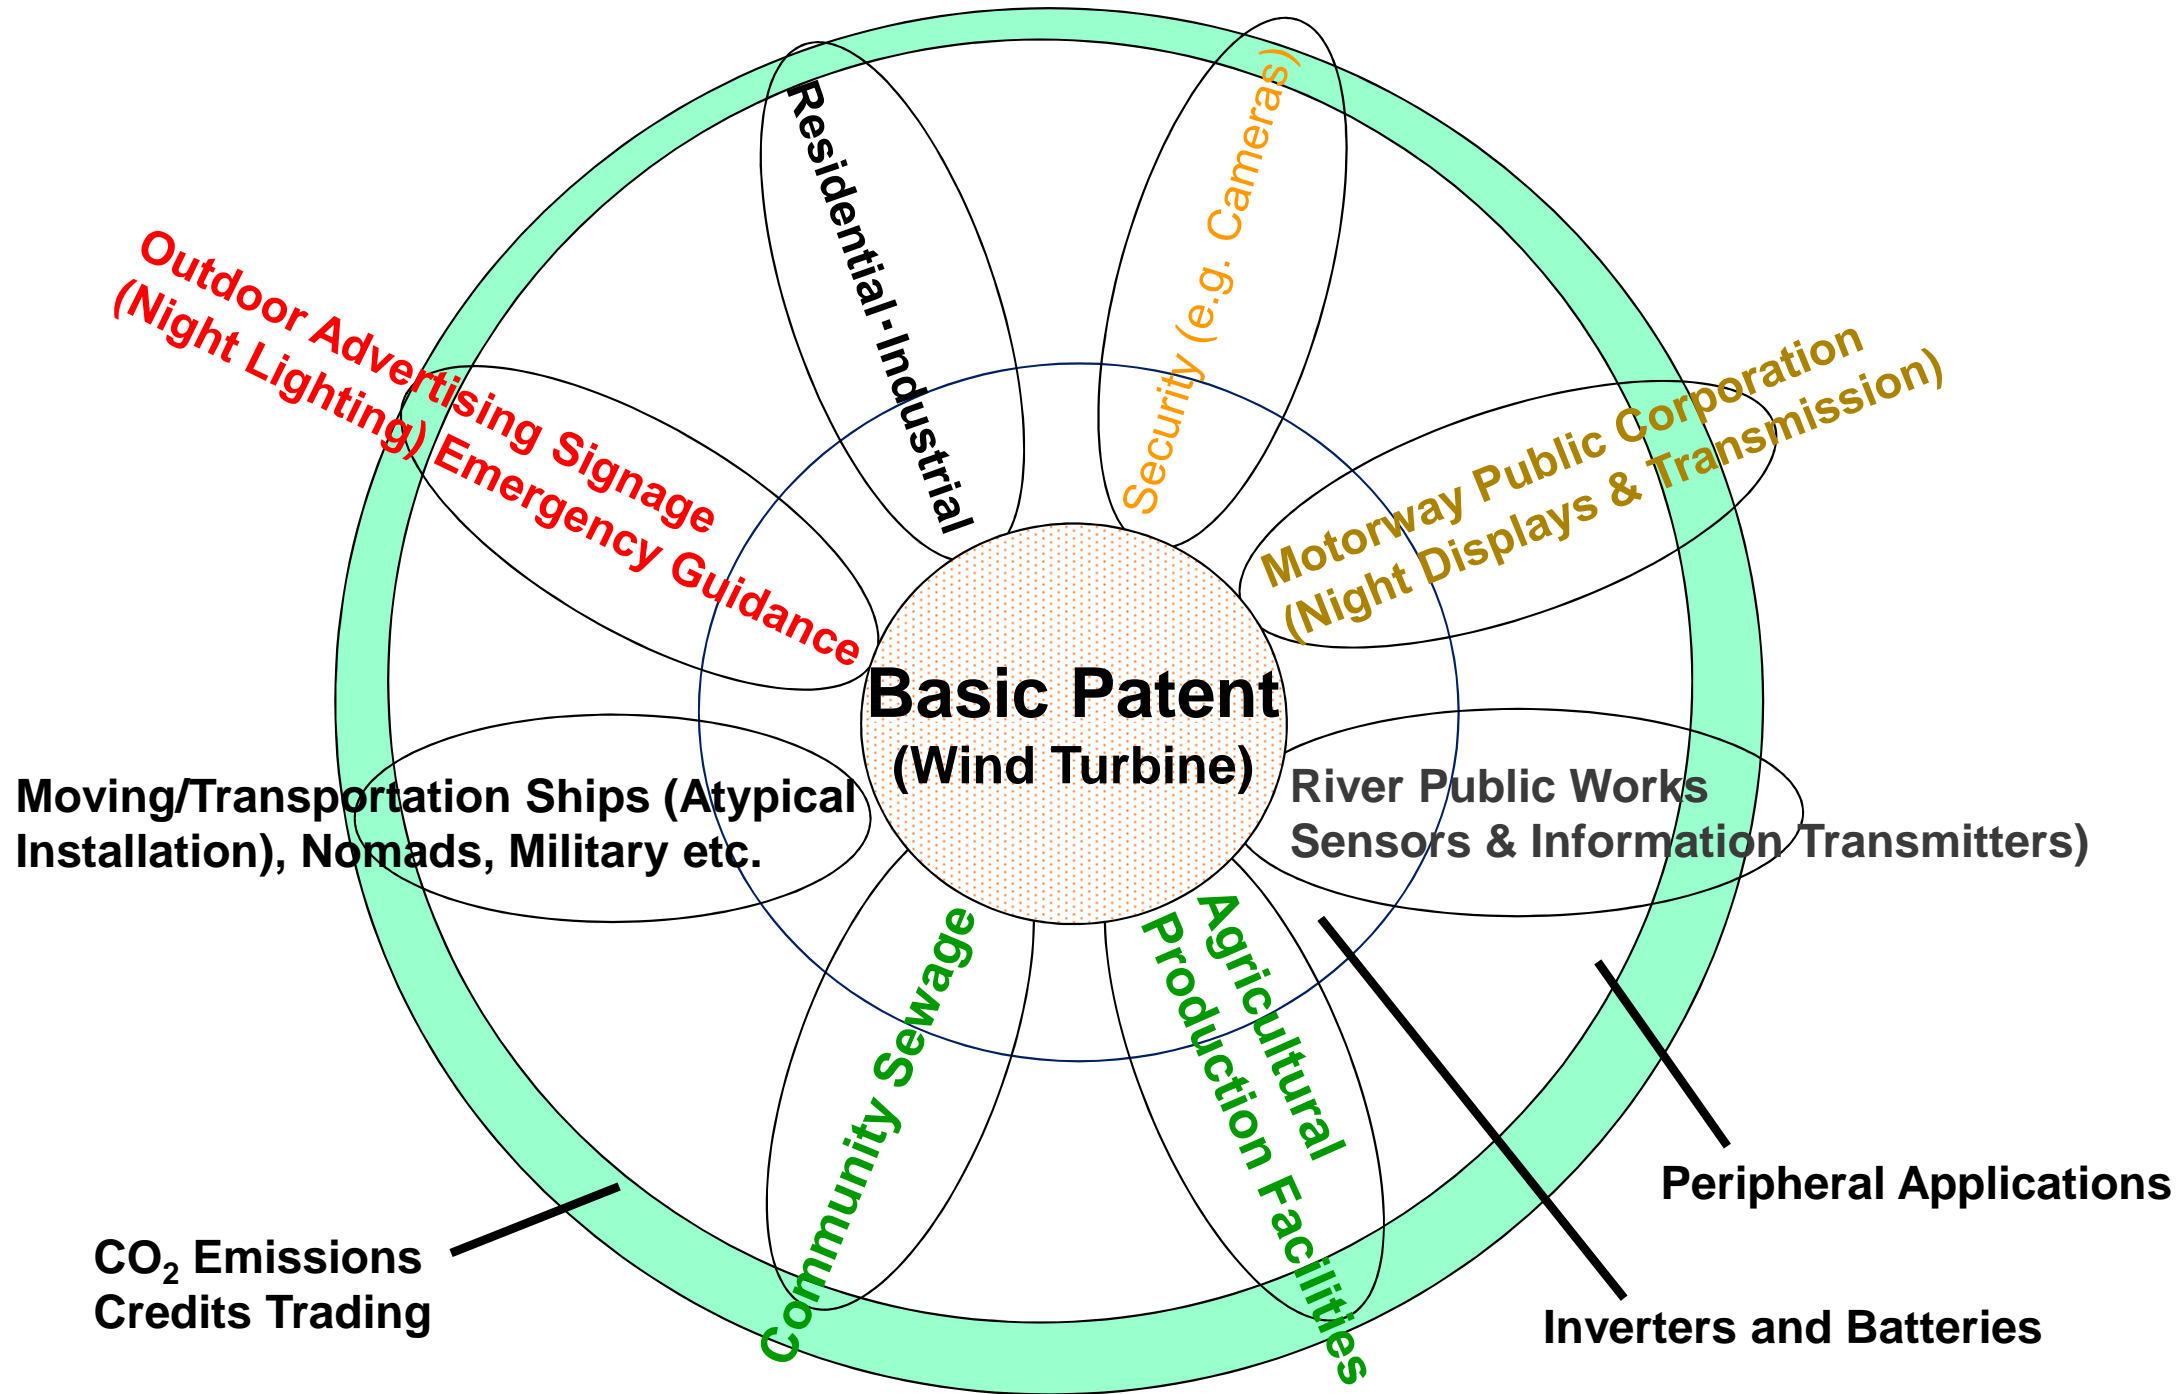 Residential･Industrial
Security (e.g. Cameras)
Outdoor Advertising Signage
(Night Lighting) Emergency Guidance
Motorway Public Corporation
(Night Displays & Transmission)
Basic Patent
(Wind Turbine)
Moving/Transportation Ships (Atypical
Installation), Nomads, Military etc.
River Public Works
Sensors & Information Transmitters)
Community Sewage
Agricultural
Production Facilities
Peripheral Applications
CO₂ Emissions
Credits Trading
Inverters and Batteries